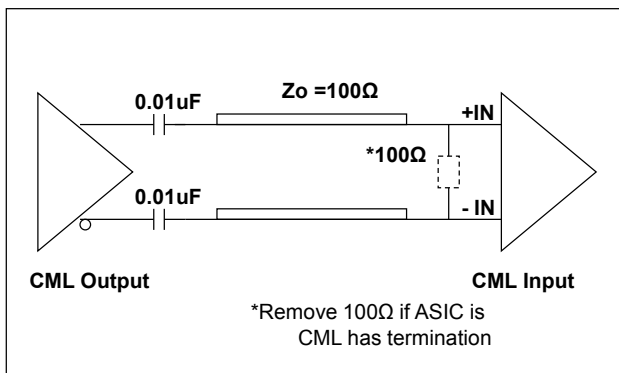 Zo =100Ω
0.01uF
+IN
*100Ω
0.01uF
- IN
CML Output
CML Input
*Remove 100Ω if ASIC is
CML has termination